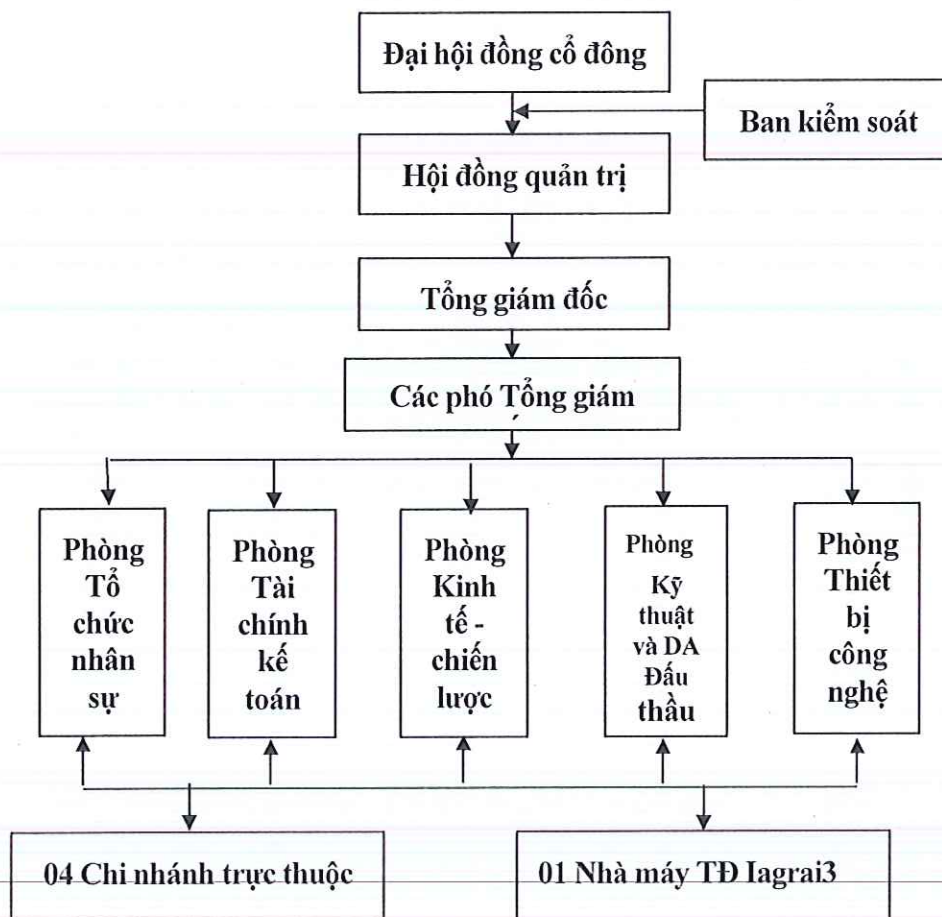 Đại hội đồng cổ đông
Ban kiểm soát
Hội đồng quản trị
Tổng giám đốc
Các phó Tổng giám
Phòng
Tổ
chức
nhân
sự
Phòng
Tài
chính
kế
toán
Phòng
Kinh
tế -
chiến
lược
Phòng
Kỹ
thuật
và DA
Đấu
thầu
Phòng
Thiết
bị
công
nghệ
04 Chi nhánh trực thuộc
01 Nhà máy TĐ Iagrai3